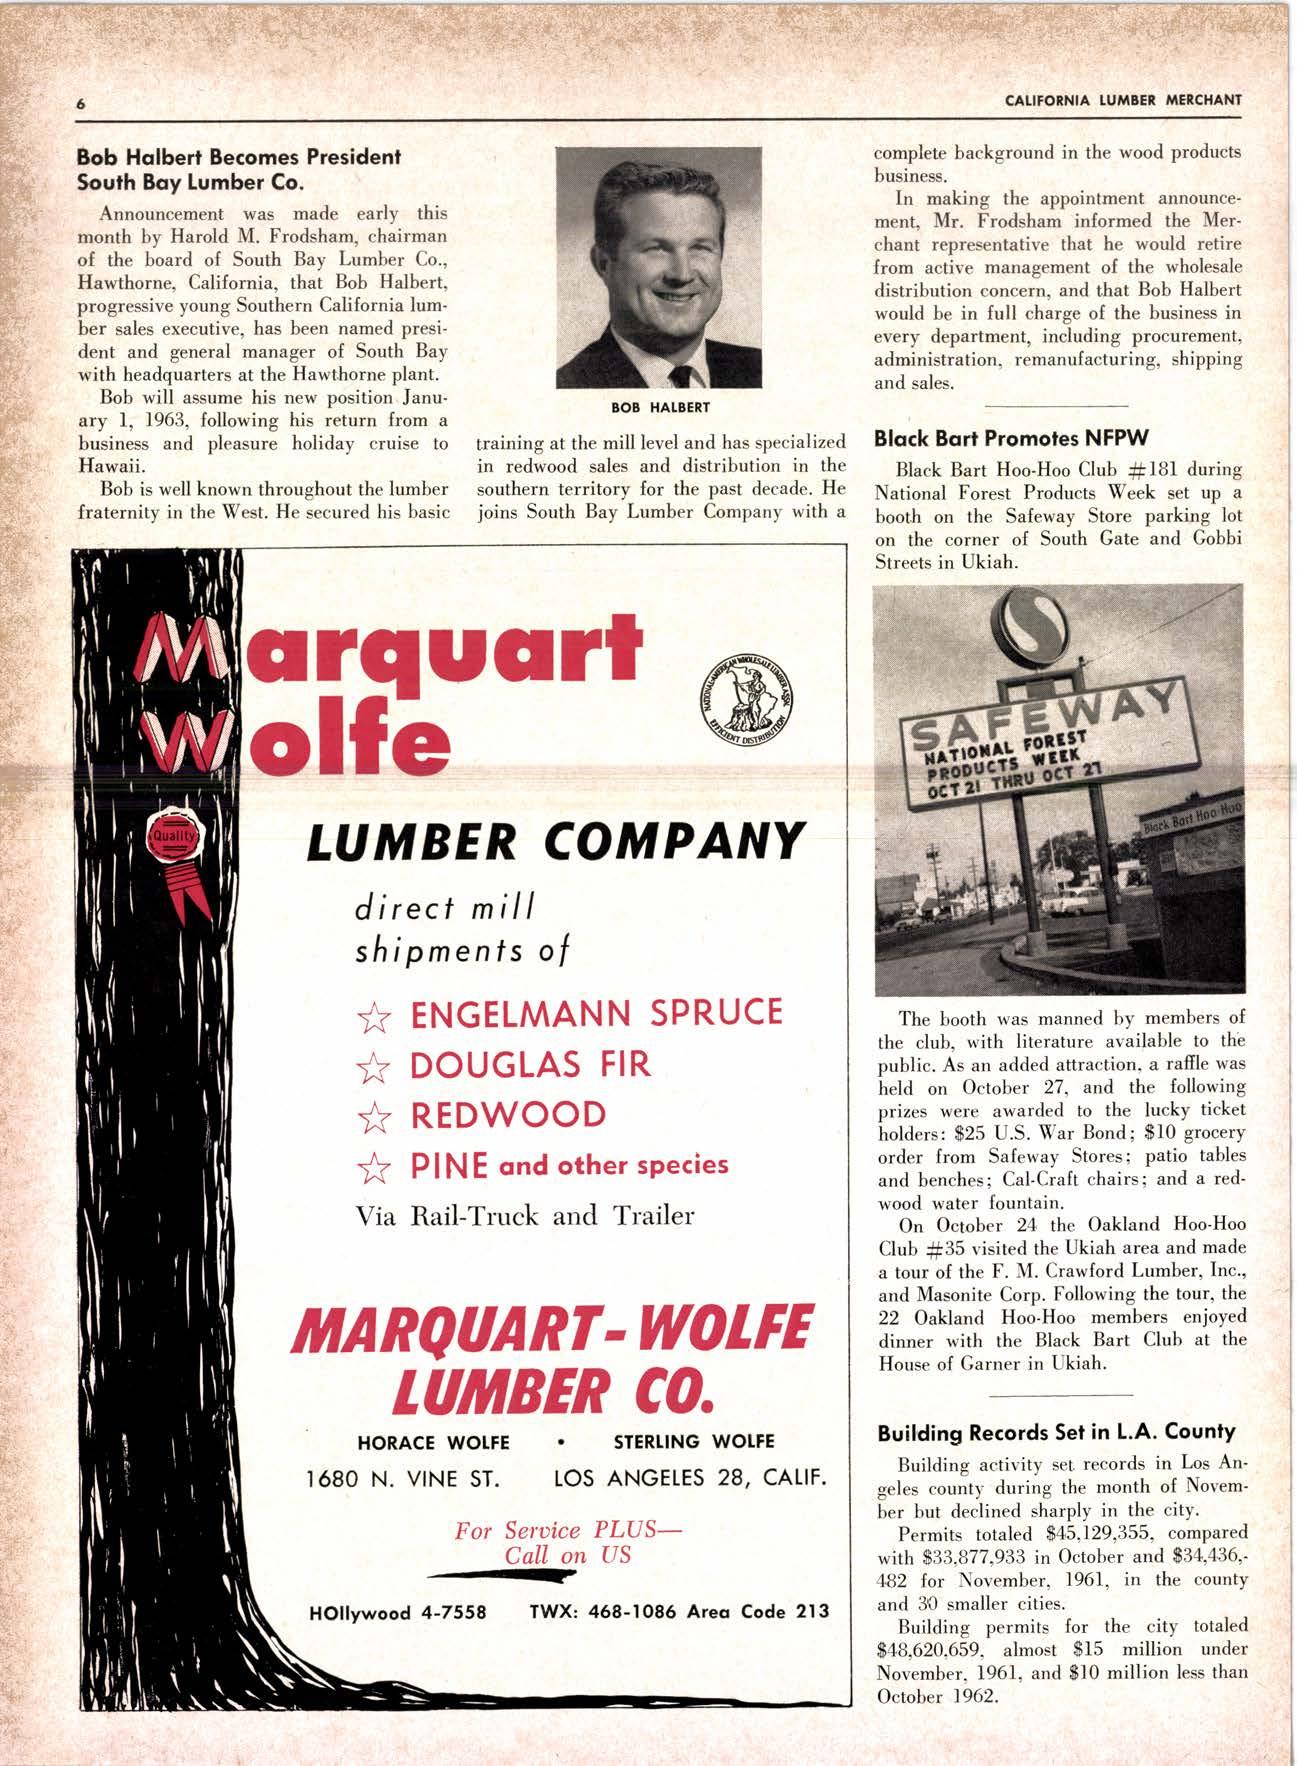 6
CALIFORNIA LUMBER MERCHANT
Bob Halbert Becomes President
South Bay Lumber Co.
Announcement was made early this
month by Harold M. Frodsham, chairman
of the board of South Bay Lumber Co.,
Hawthorne, California, that Bob Halbert,
progressive young Southern California lum-
ber sales executive, has been named presi-
dent and general manager of South Bay
with headquarters at the Hawthorne plant.
Bob will assume his new position Janu-
ary 1, 1963, following his return from a
business and pleasure holiday cruise to
Hawaii.
Bob is well known throughout the lumber
fraternity in the West. He secured his basic
BOB HALBERT
training at the mill level and has specialized
in redwood sales and distribution in the
southern territory for the past decade. He
joins South Bay Lumber Company with a
complete background in the wood products
business.
In making the appointment announce-
ment, Mr. Frodsham informed the Mer-
chant representative that he would retire
from active management of the wholesale
distribution concern, and that Bob Halbert
would be in full charge of the business in
every department, including procurement,
administration, remanufacturing, shipping
and sales.
Black Bart Promotes NFPW
Black Bart Hoo-Hoo Club #181 during
National Forest Products Week set up a
booth on the Safeway Store parking lot
on the corner of South Gate and Gobbi
Streets in Ukiah.
SAFEWAY
NATIONAL FOREST
PRODUCTS WEEK
OCT 21 THRU OCT 27
Black Bart Hoo-Hoo
The booth was manned by members of
the club, with literature available to the
public. As an added attraction, a raffle was
held on October 27, and the following
prizes were awarded to the lucky ticket
holders: $25 U.S. War Bond; $10 grocery
order from Safeway Stores; patio tables
and benches; Cal-Craft chairs; and a red-
wood water fountain.
On October 24 the Oakland Hoo-Hoo
Club #35 visited the Ukiah area and made
a tour of the F. M. Crawford Lumber, Inc.,
and Masonite Corp. Following the tour, the
22 Oakland Hoo-Hoo members enjoyed
dinner with the Black Bart Club at the
House of Garner in Ukiah.
Building Records Set in L.A. County
Building activity set records in Los An-
geles county during the month of Novem-
ber but declined sharply in the city.
Permits totaled $45,129,355, compared
with $33,877,933 in October and $34,436,-
482 for November, 1961, in the county
and 30 smaller cities.
Building permits for the city totaled
$48,620,659, almost $15 million under
November, 1961, and $10 million less than
October 1962.
Marquart
Wolfe
NATIONAL-AMERICAN WHOLESALE LUMBER ASSN.
EFFICIENT DISTRIBUTION
Quality
LUMBER COMPANY
direct mill
shipments of
☆ ENGELMANN SPRUCE
☆ DOUGLAS FIR
☆ REDWOOD
☆ PINE and other species
Via Rail-Truck and Trailer
MARQUART-WOLFE
LUMBER CO.
HORACE WOLFE • STERLING WOLFE
1680 N. VINE ST. LOS ANGELES 28, CALIF.
For Service PLUS—
Call on US
HOllywood 4-7558 TWX: 468-1086 Area Code 213